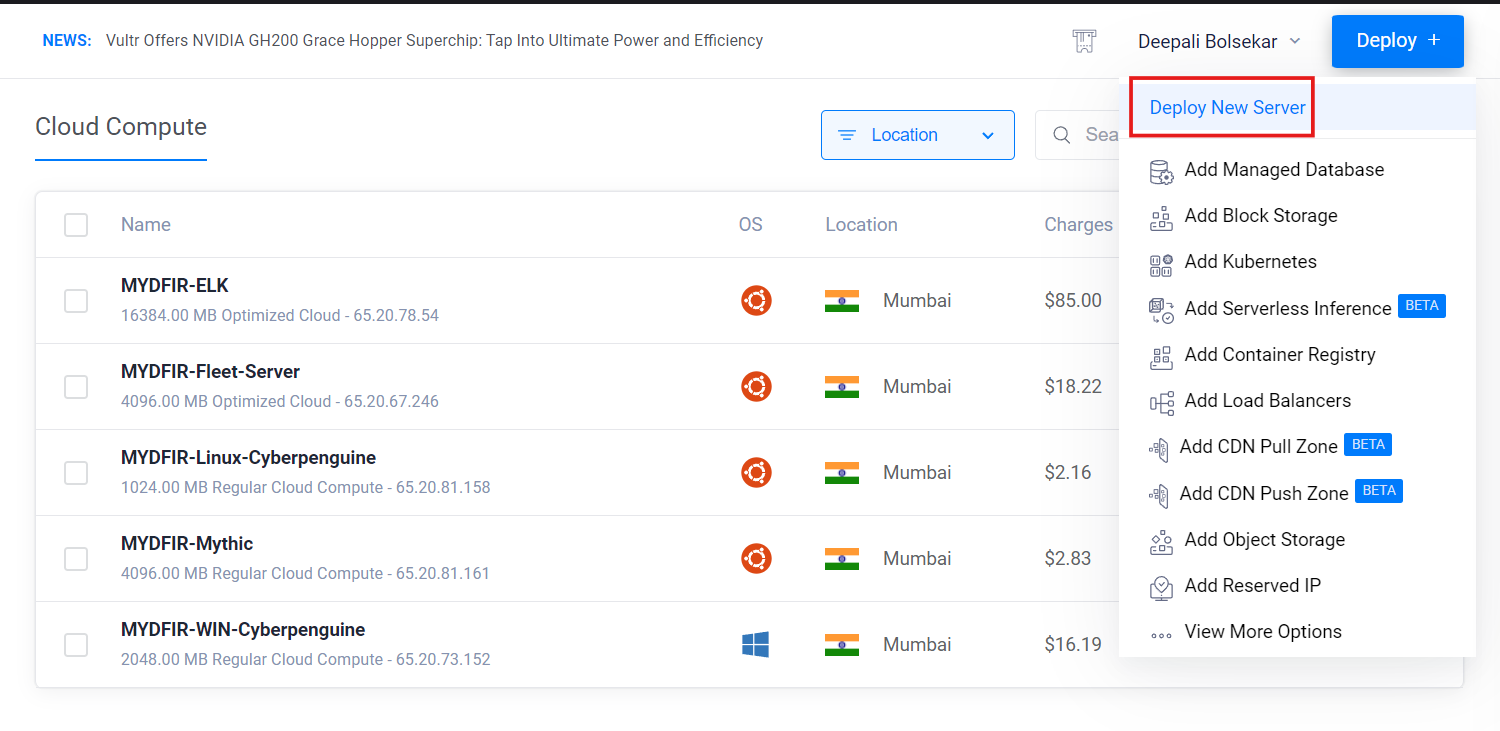 NEWS: Vultr Offers NVIDIA GH200 Grace Hopper Superchip: Tap Into Ultimate Power and Efficiency
Deepali Bolsekar
Deploy +
Cloud Compute
Location
Sea
Name OS Location Charges
MYDFIR-ELK
16384.00 MB Optimized Cloud - 65.20.78.54
Mumbai $85.00
MYDFIR-Fleet-Server
4096.00 MB Optimized Cloud - 65.20.67.246
Mumbai $18.22
MYDFIR-Linux-Cyberpenguine
1024.00 MB Regular Cloud Compute - 65.20.81.158
Mumbai $2.16
MYDFIR-Mythic
4096.00 MB Regular Cloud Compute - 65.20.81.161
Mumbai $2.83
MYDFIR-WIN-Cyberpenguine
2048.00 MB Regular Cloud Compute - 65.20.73.152
Mumbai $16.19
Deploy New Server
Add Managed Database
Add Block Storage
Add Kubernetes
Add Serverless Inference BETA
Add Container Registry
Add Load Balancers
Add CDN Pull Zone BETA
Add CDN Push Zone BETA
Add Object Storage
Add Reserved IP
View More Options